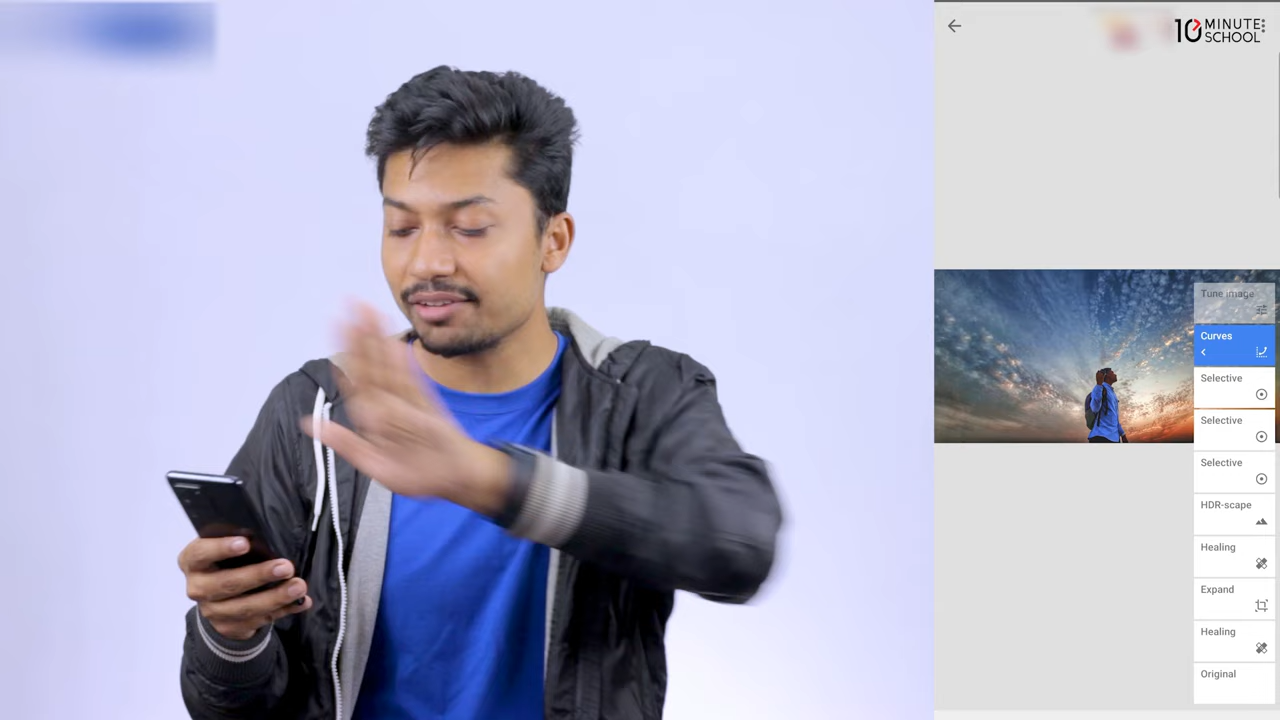 10 MINUTE
SCHOOL
Tune image
Curves
Selective
Selective
Selective
HDR-scape
Healing
Expand
Healing
Original